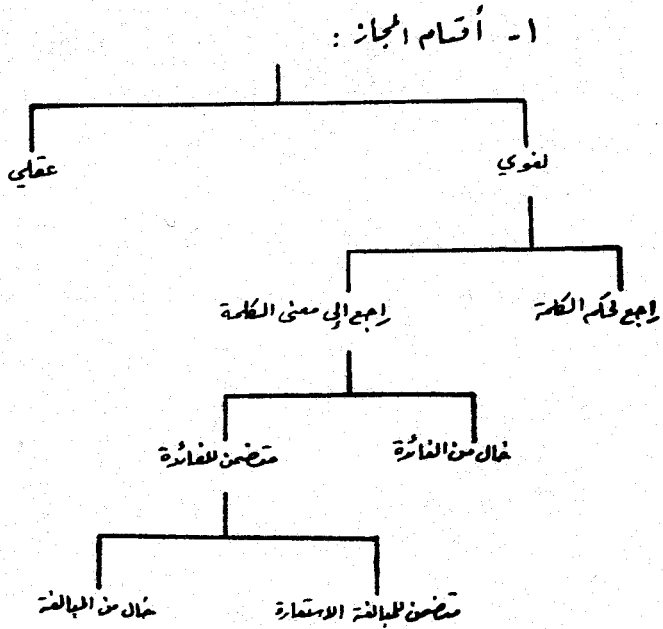 ١- أقسام المجاز :
لغوي
عقلي
راجع لحكم الكلمة
راجع إلى معنى الكلمة
خال من الفائدة
متضمن للفائدة
متضمن للمبالغة الاستعارة
خال من المبالغة